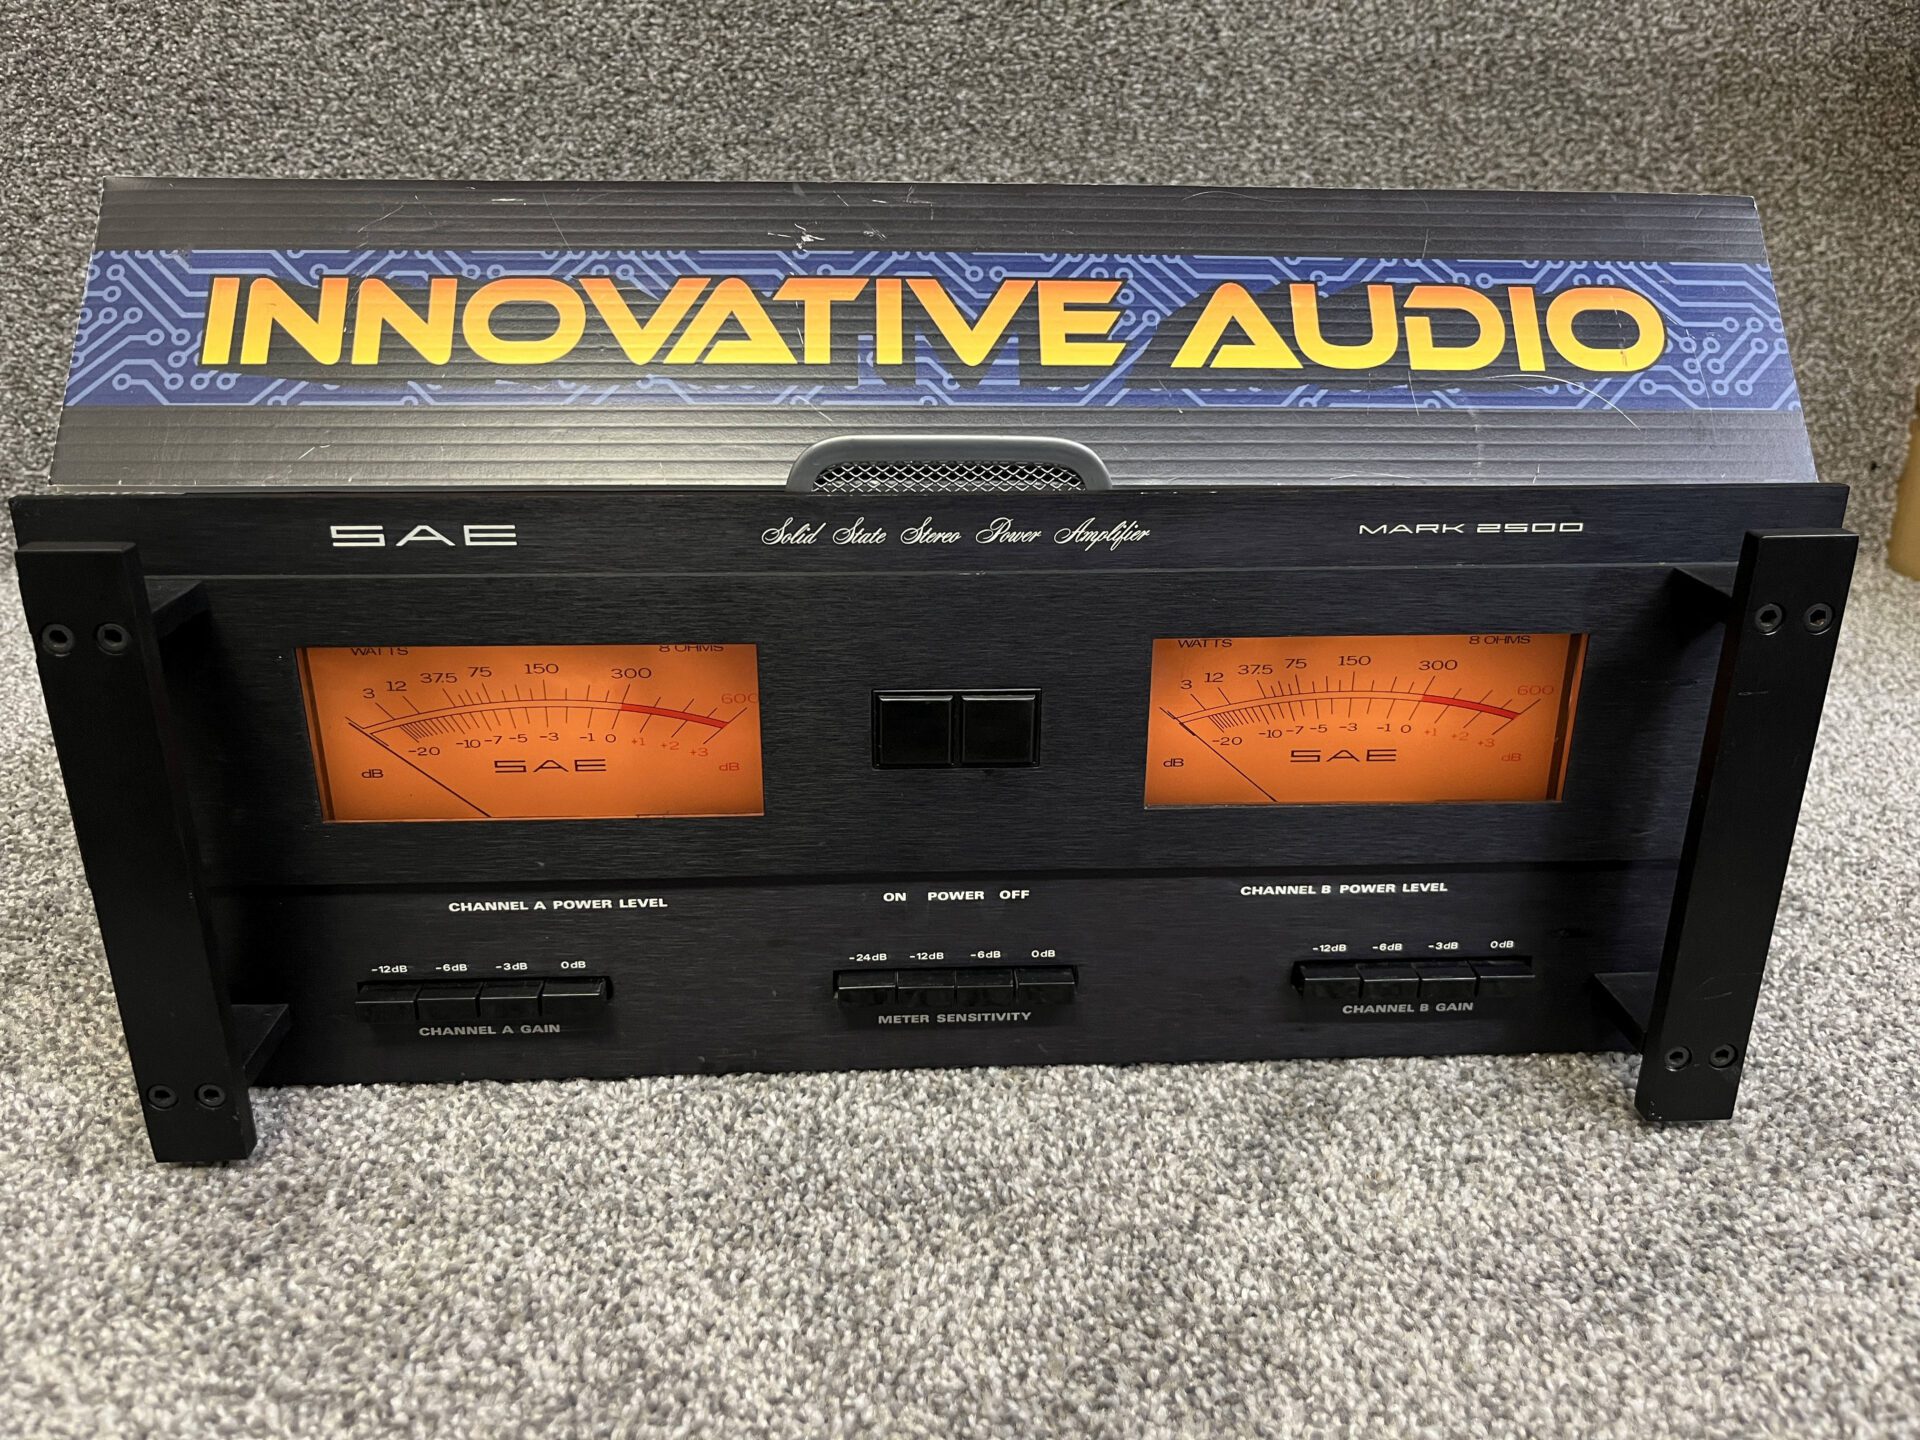 INNOVATIVE AUDIO
SAE Solid State Stereo Power Amplifier MARK 2500
WATTS 8 OHMS
3 12 37.5 75 150 300 600
-20 -10 -7 -5 -3 -1 0 +1 +2 +3
dB SAE dB
WATTS 8 OHMS
3 12 37.5 75 150 300 600
-20 -10 -7 -5 -3 -1 0 +1 +2 +3
dB SAE dB
CHANNEL A POWER LEVEL
ON POWER OFF
CHANNEL B POWER LEVEL
-12dB -6dB -3dB 0dB
CHANNEL A GAIN
-24dB -12dB -6dB 0dB
METER SENSITIVITY
-12dB -6dB -3dB 0dB
CHANNEL B GAIN